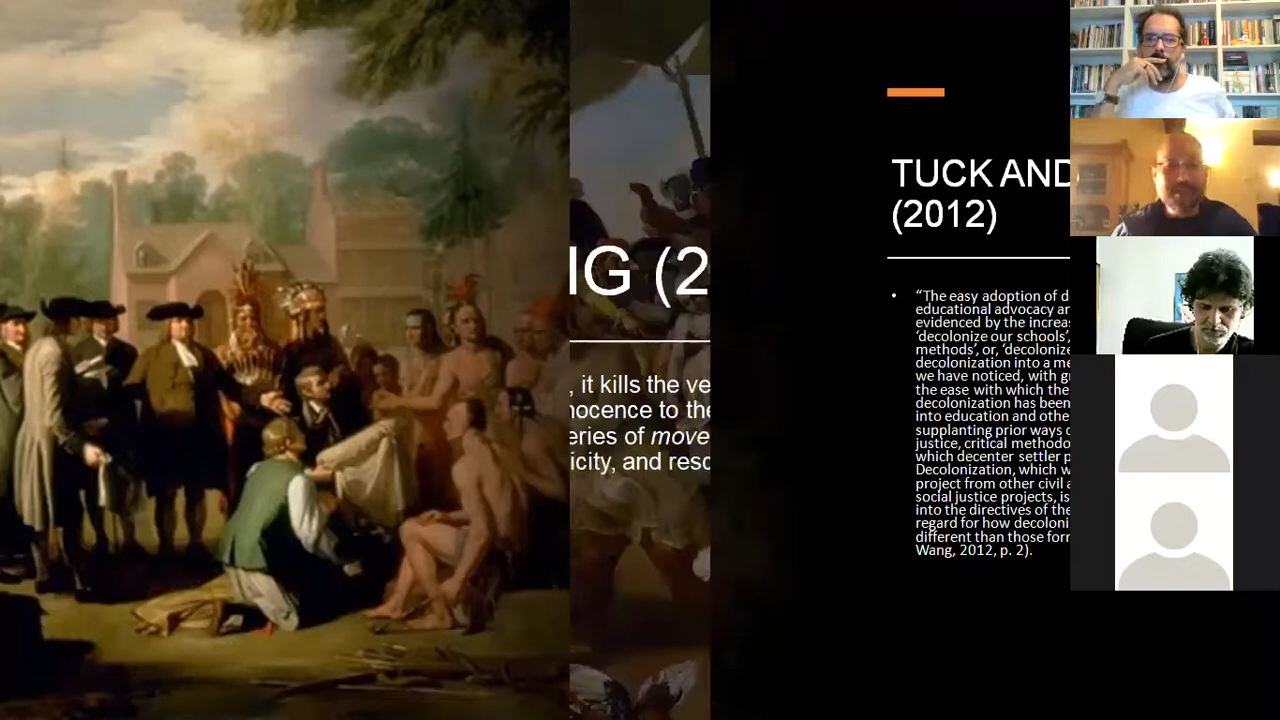 IG (2
, it kills the ve
nocence to the
eries of move
icity, and reso
TUCK AND
(2012)
• “The easy adoption of d
educational advocacy an
evidenced by the increas
‘decolonize our schools’,
methods’, or, ‘decolonize
decolonization into a me
we have noticed, with gr
the ease with which the
decolonization has been
into education and othe
supplanting prior ways o
justice, critical methodo
which decenter settler p
Decolonization, which w
project from other civil a
social justice projects, is
into the directives of the
regard for how decoloni
different than those forn
Wang, 2012, p. 2).